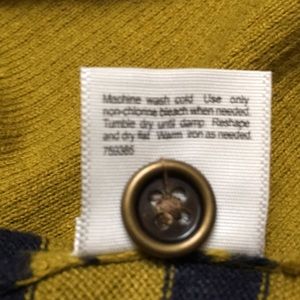 Machine wash cold Use only
non-chlorine bleach when needed
Tumble dry until damp Reshape
and dry flat Warm iron as needed
759385